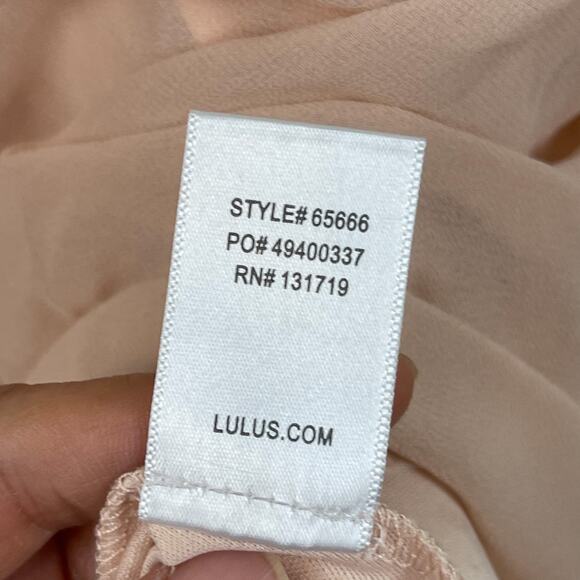 STYLE# 65666
PO# 49400337
RN# 131719
LULUS.COM